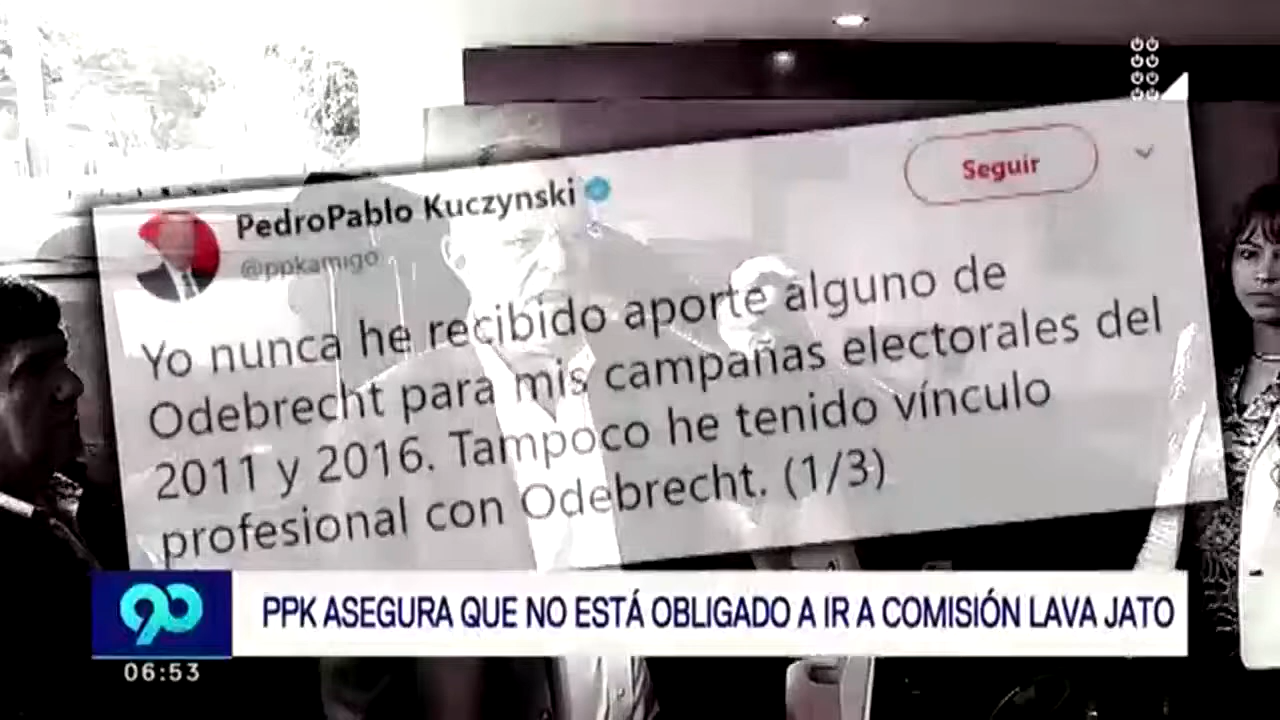 PedroPablo Kuczynski
Seguir
@ppkamigo
Yo nunca he recibido aporte alguno de
Odebrecht para mis campañas electorales del
2011 y 2016. Tampoco he tenido vínculo
profesional con Odebrecht. (1/3)
90
PPK ASEGURA QUE NO ESTÁ OBLIGADO A IR A COMISIÓN LAVA JATO
06:53